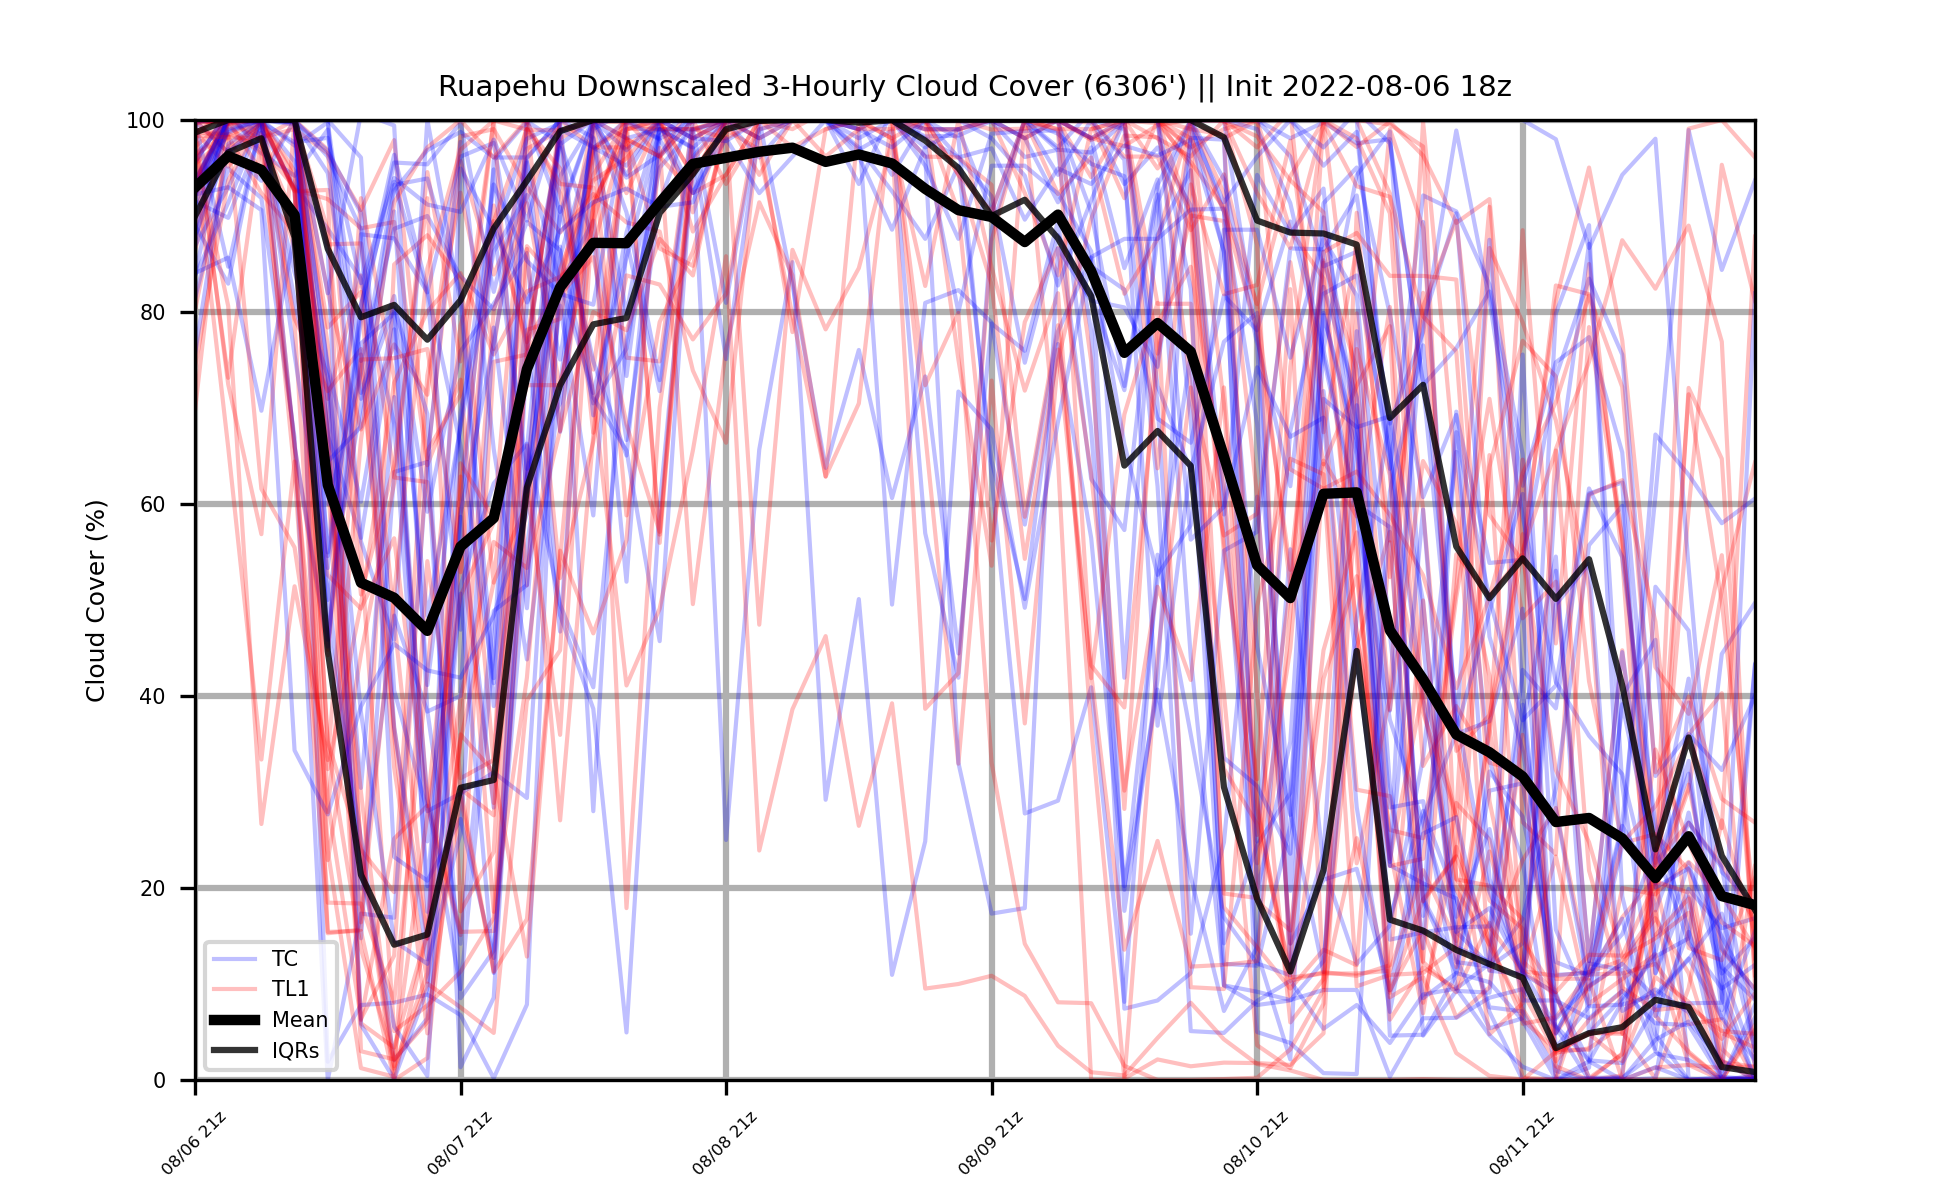 Ruapehu Downscaled 3-Hourly Cloud Cover (6306') || Init 2022-08-06 18z
Cloud Cover (%)
100
80
60
40
20
0
TC
TL1
Mean
IQRs
08/06 21z
08/07 21z
08/08 21z
08/09 21z
08/10 21z
08/11 21z